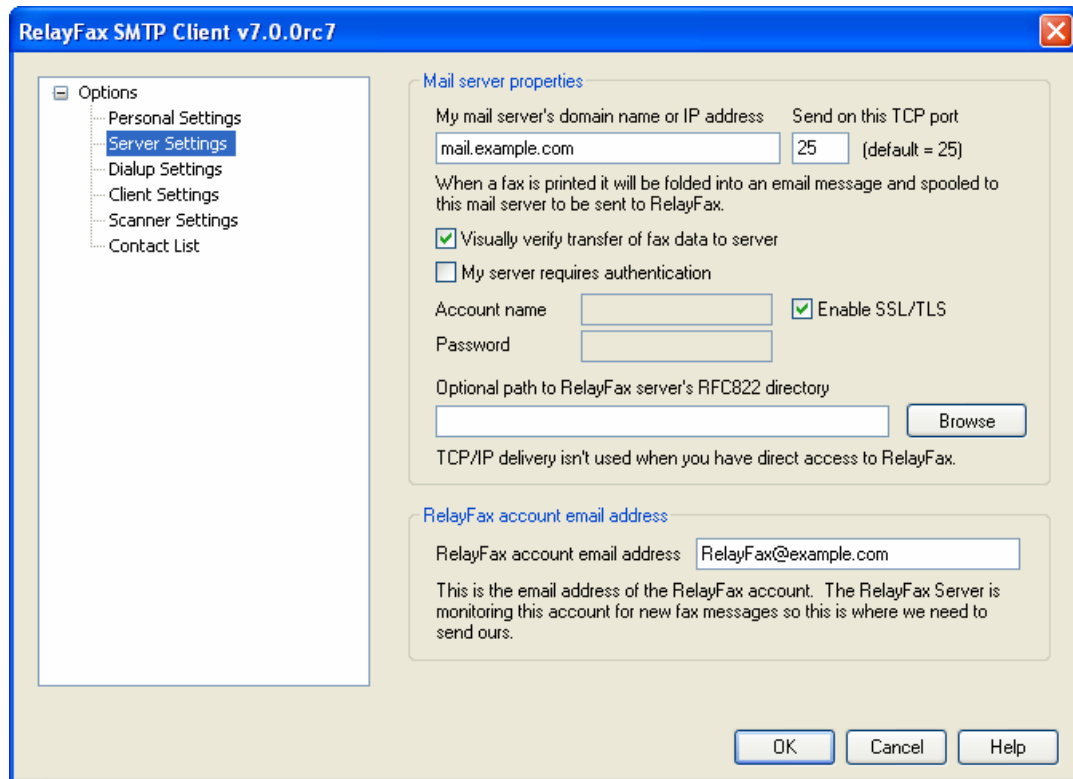 RelayFax SMTP Client v7.0.0rc7
Options
Personal Settings
Server Settings
Dialup Settings
Client Settings
Scanner Settings
Contact List
Mail server properties
My mail server's domain name or IP address Send on this TCP port
mail.example.com 25 (default = 25)
When a fax is printed it will be folded into an email message and spooled to
this mail server to be sent to RelayFax.
Visually verify transfer of fax data to server
My server requires authentication
Account name Enable SSL/TLS
Password
Optional path to RelayFax server's RFC822 directory
Browse
TCP/IP delivery isn't used when you have direct access to RelayFax.
RelayFax account email address
RelayFax account email address RelayFax@example.com
This is the email address of the RelayFax account. The RelayFax Server is
monitoring this account for new fax messages so this is where we need to
send ours.
OK Cancel Help